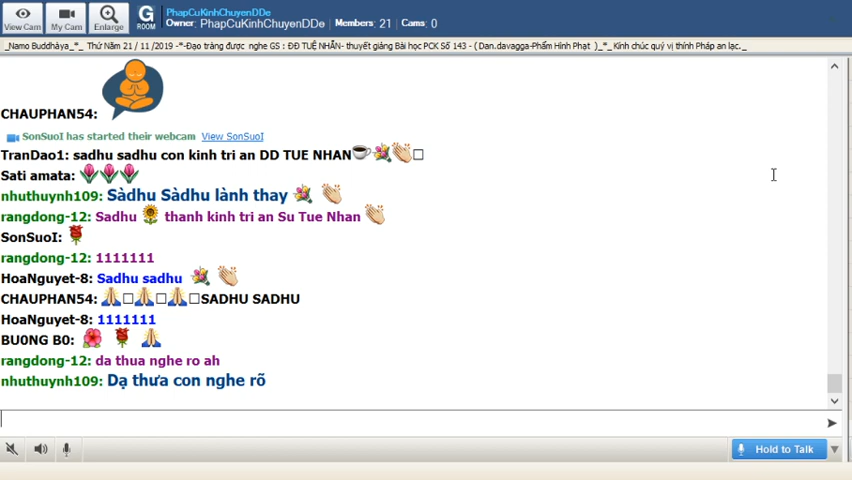 View Cam
My Cam
Enlarge
G
ROOM
PhapCuKinhChuyenDDe
Owner: PhapCuKinhChuyenDDe Members: 21 Cams: 0
_Namo Buddhàya_*_ Thứ Năm 21 / 11 /2019 -*-Đạo tràng được nghe GS : ĐĐ TUỆ NHẪN- thuyết giảng Bài học PCK Số 143 - ( Dan.davagga-Phẩm Hình Phạt )_*_ Kính chúc quý vị thính Pháp an lạc._
CHAUPHAN54:
SonSuoI has started their webcam View SonSuoI
TranDao1: sadhu sadhu con kinh tri an DD TUE NHAN
Sati amata:
nhuthuynh109: Sàdhu Sàdhu lành thay
rangdong-12: Sadhu thanh kinh tri an Su Tue Nhan
SonSuoI:
rangdong-12: 1111111
HoaNguyet-8: Sadhu sadhu
CHAUPHAN54: SADHU SADHU
HoaNguyet-8: 1111111
BU0NG B0:
rangdong-12: da thua nghe ro ah
nhuthuynh109: Dạ thưa con nghe rõ
Hold to Talk